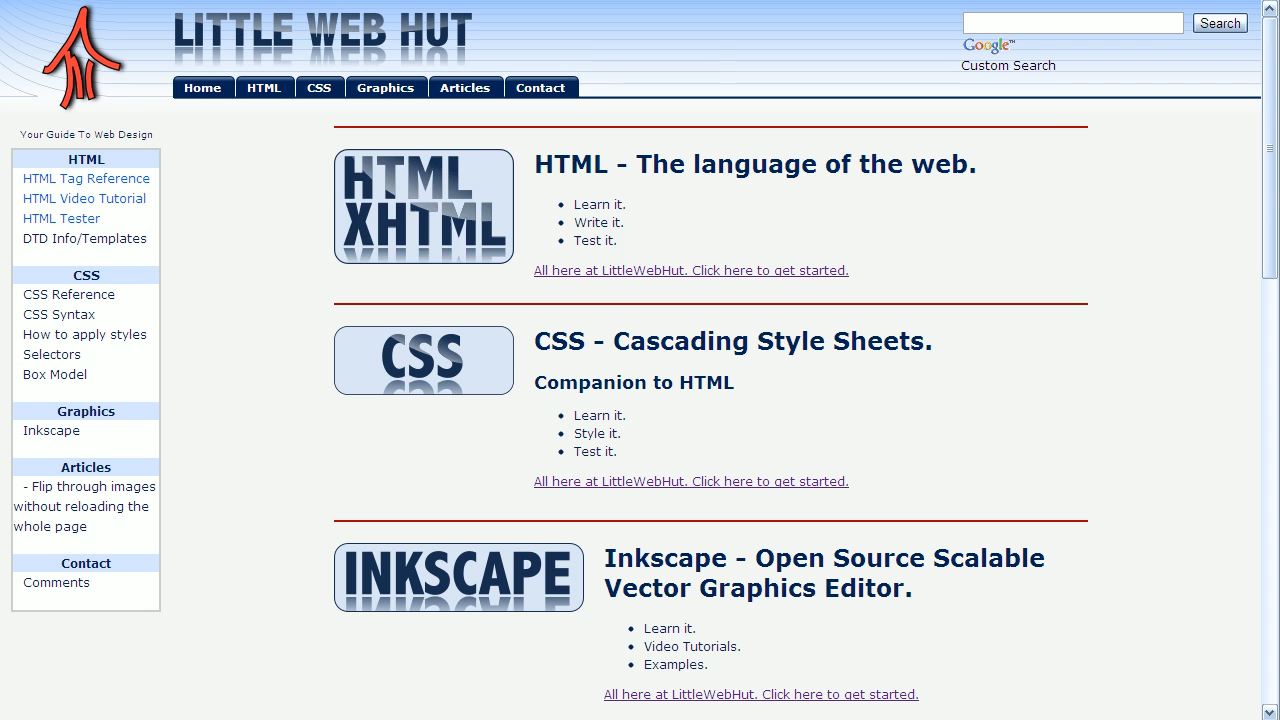 LITTLE WEB HUT
Search
Google™
Custom Search
Home HTML CSS Graphics Articles Contact
Your Guide To Web Design
HTML
HTML Tag Reference
HTML Video Tutorial
HTML Tester
DTD Info/Templates
CSS
CSS Reference
CSS Syntax
How to apply styles
Selectors
Box Model
Graphics
Inkscape
Articles
- Flip through images
without reloading the
whole page
Contact
Comments
HTML
XHTML
HTML - The language of the web.
• Learn it.
• Write it.
• Test it.
All here at LittleWebHut. Click here to get started.
CSS
CSS - Cascading Style Sheets.
Companion to HTML
• Learn it.
• Style it.
• Test it.
All here at LittleWebHut. Click here to get started.
INKSCAPE
Inkscape - Open Source Scalable
Vector Graphics Editor.
• Learn it.
• Video Tutorials.
• Examples.
All here at LittleWebHut. Click here to get started.